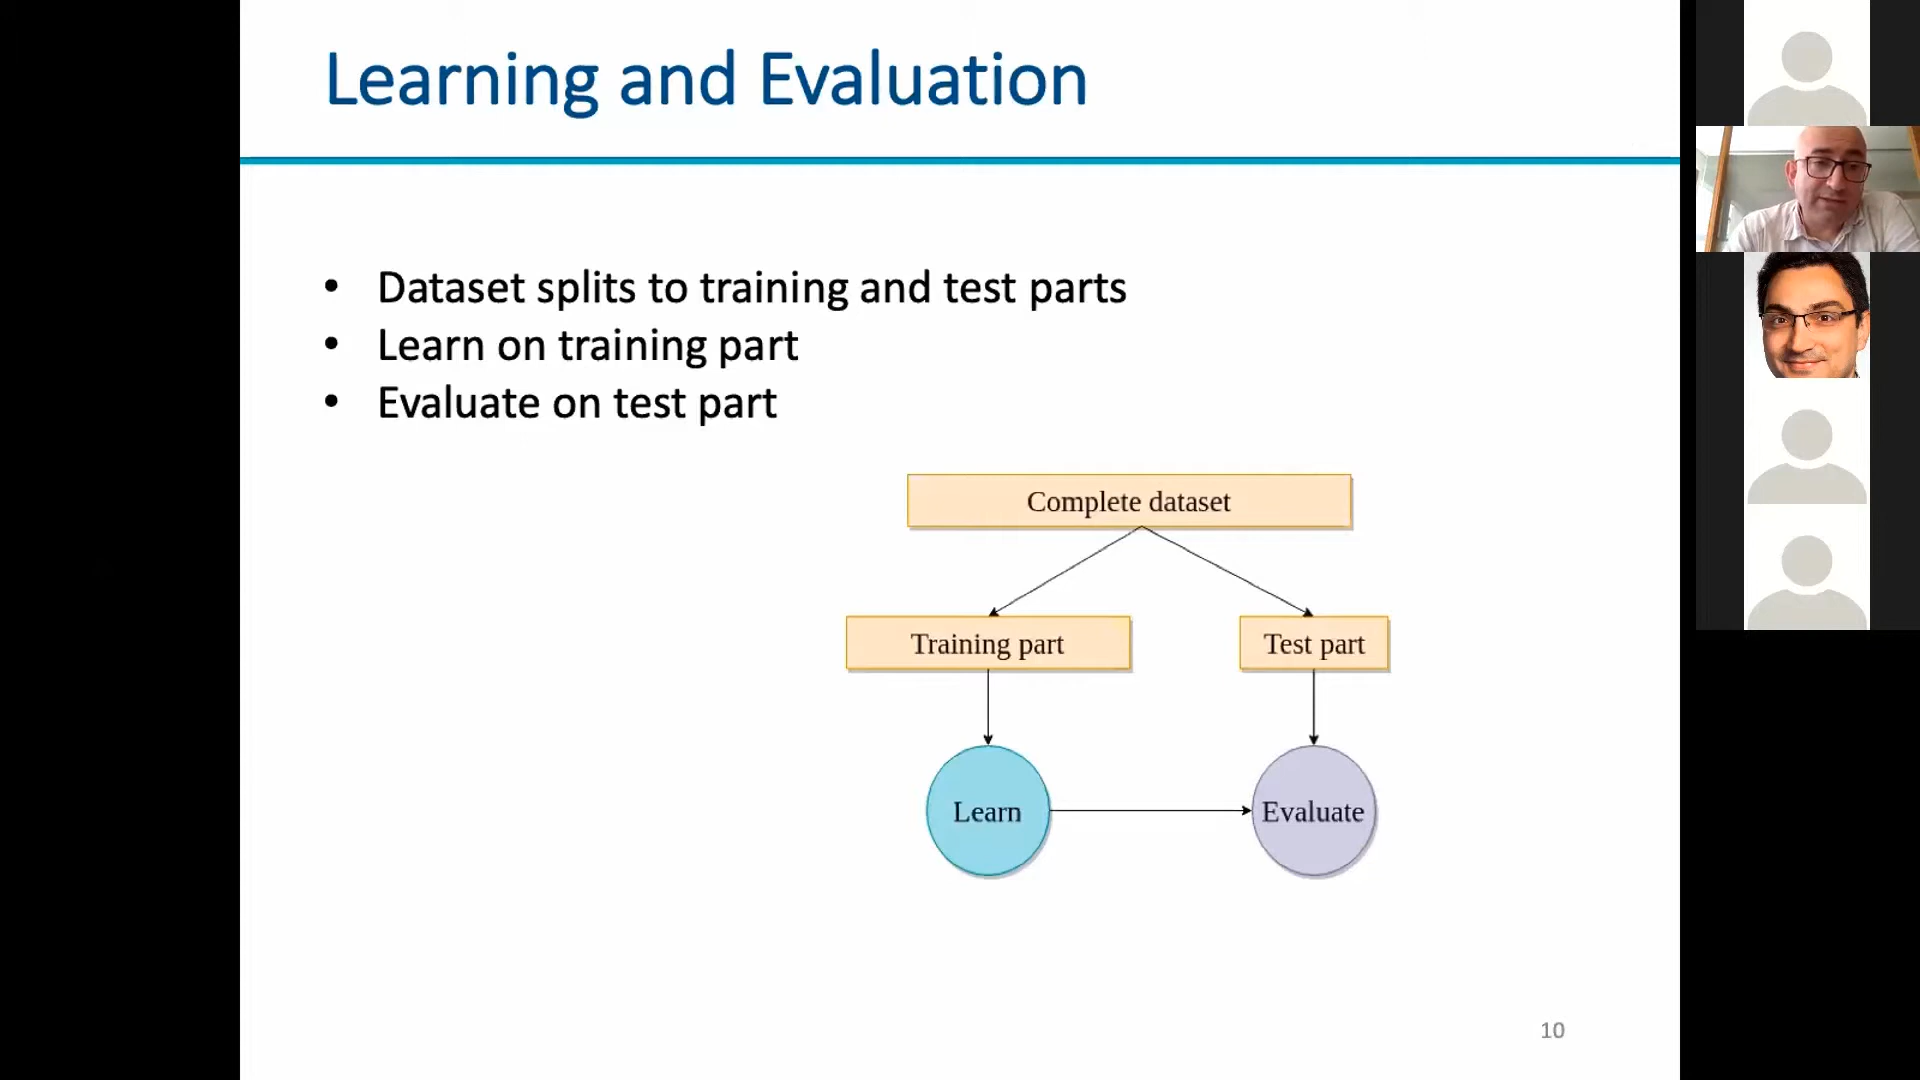 Learning and Evaluation
• Dataset splits to training and test parts
• Learn on training part
• Evaluate on test part
Complete dataset
Training part
Test part
Learn
Evaluate
10